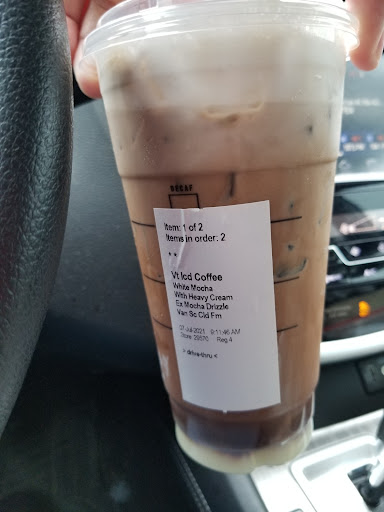 DECAF
Item: 1 of 2
Items in order: 2
* *
Vt Icd Coffee
White Mocha
With Heavy Cream
Ex Mocha Drizzle
Van Sc Cld Fm
07 Jul 2021 9:11:46 AM
Reg 4
> drive-thru <